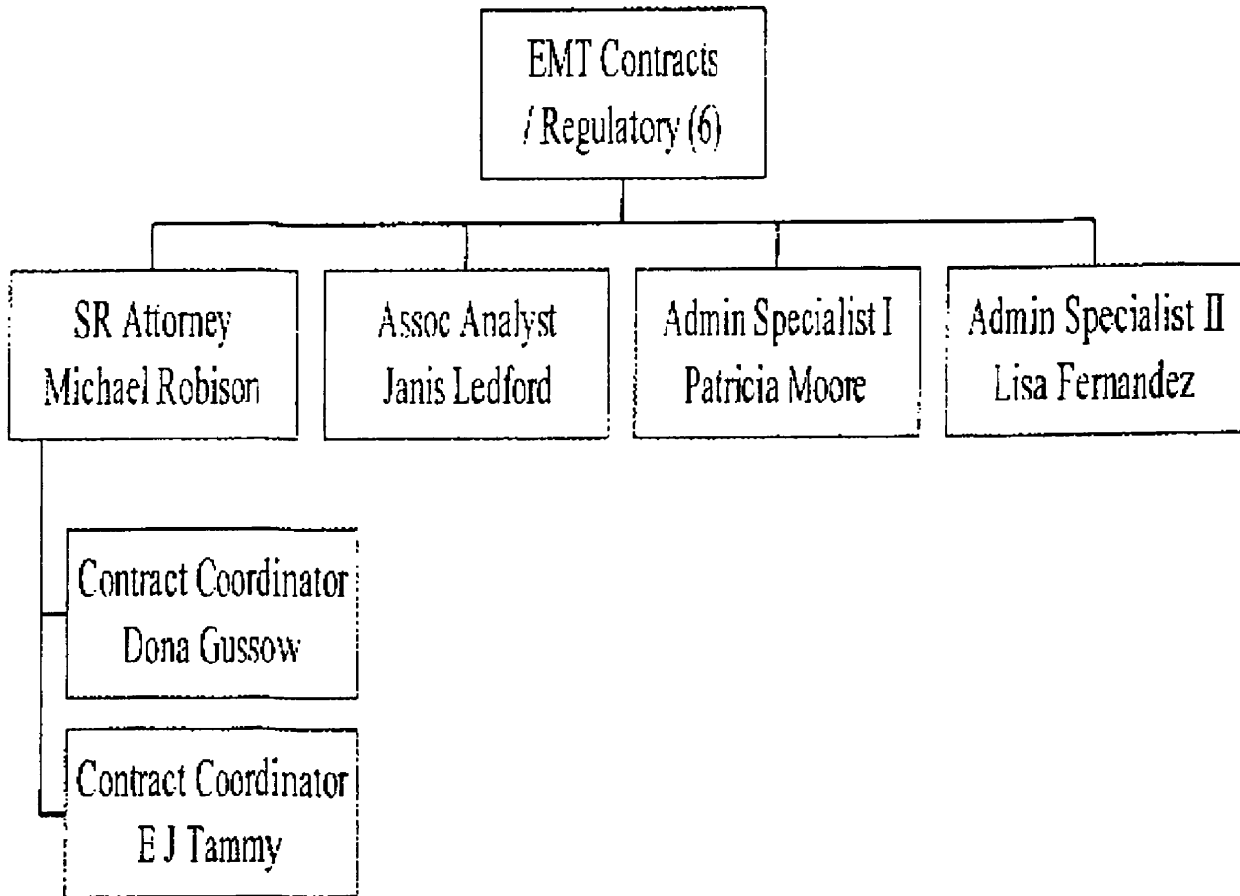 EMT Contracts
/ Regulatory (6)
SR Attorney
Michael Robison
Assoc Analyst
Janis Ledford
Admin Specialist I
Patricia Moore
Admin Specialist II
Lisa Fernandez
Contract Coordinator
Dona Gussow
Contract Coordinator
E J Tammy